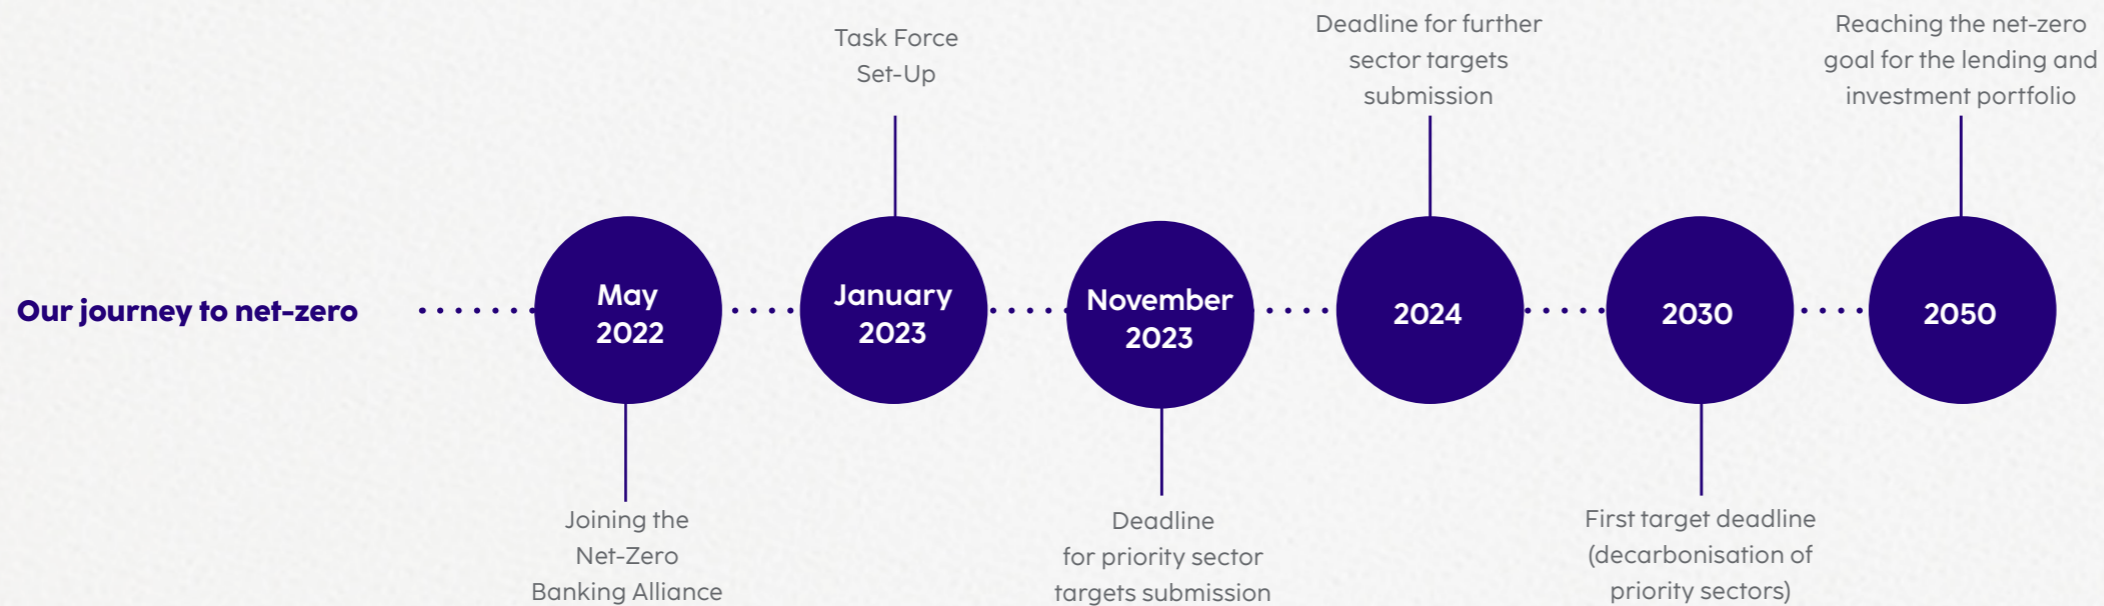 Our journey to net-zero
May
2022
Joining the
Net-Zero
Banking Alliance
Task Force
Set-Up
January
2023
November
2023
Deadline
for priority sector
targets submission
Deadline for further
sector targets
submission
2024
2030
First target deadline
(decarbonisation of
priority sectors)
Reaching the net-zero
goal for the lending and
investment portfolio
2050